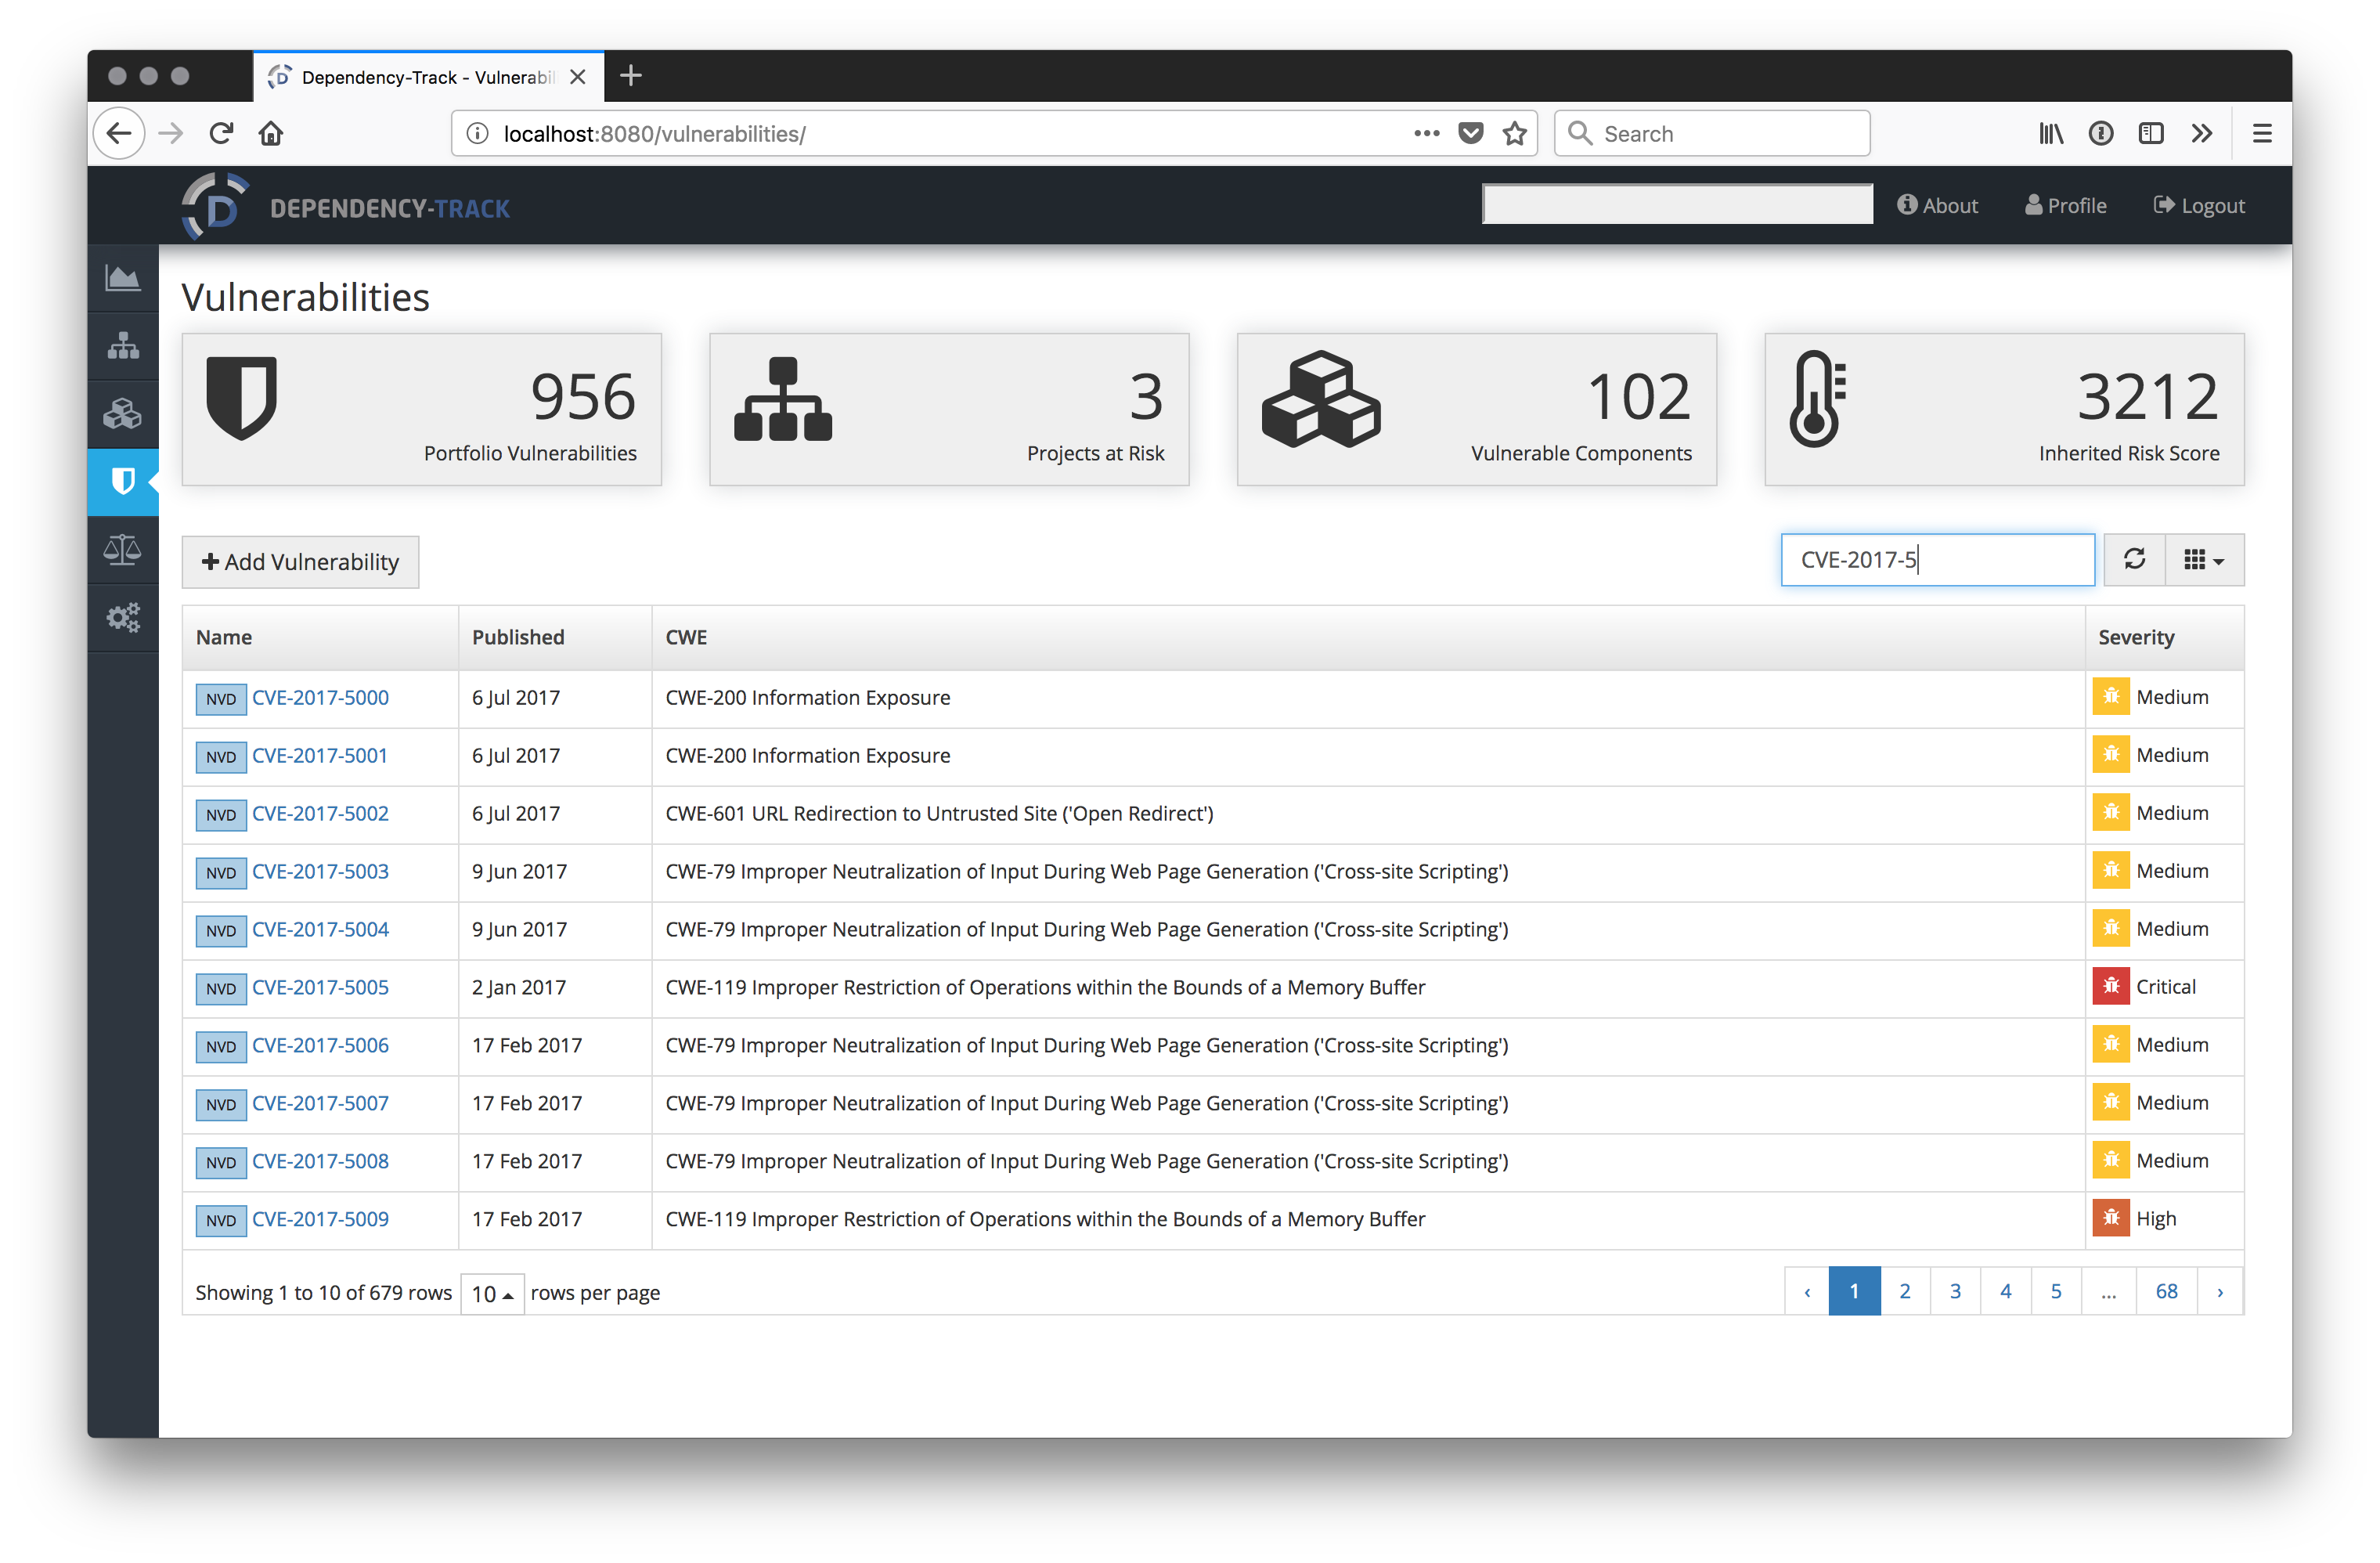 Dependency-Track - Vulnerabil
localhost:8080/vulnerabilities/
Search
DEPENDENCY-TRACK
About
Profile
Logout
Vulnerabilities
956
Portfolio Vulnerabilities
3
Projects at Risk
102
Vulnerable Components
3212
Inherited Risk Score
Add Vulnerability
CVE-2017-5
Name Published CWE Severity
NVD CVE-2017-5000 6 Jul 2017 CWE-200 Information Exposure Medium
NVD CVE-2017-5001 6 Jul 2017 CWE-200 Information Exposure Medium
NVD CVE-2017-5002 6 Jul 2017 CWE-601 URL Redirection to Untrusted Site ('Open Redirect') Medium
NVD CVE-2017-5003 9 Jun 2017 CWE-79 Improper Neutralization of Input During Web Page Generation ('Cross-site Scripting') Medium
NVD CVE-2017-5004 9 Jun 2017 CWE-79 Improper Neutralization of Input During Web Page Generation ('Cross-site Scripting') Medium
NVD CVE-2017-5005 2 Jan 2017 CWE-119 Improper Restriction of Operations within the Bounds of a Memory Buffer Critical
NVD CVE-2017-5006 17 Feb 2017 CWE-79 Improper Neutralization of Input During Web Page Generation ('Cross-site Scripting') Medium
NVD CVE-2017-5007 17 Feb 2017 CWE-79 Improper Neutralization of Input During Web Page Generation ('Cross-site Scripting') Medium
NVD CVE-2017-5008 17 Feb 2017 CWE-79 Improper Neutralization of Input During Web Page Generation ('Cross-site Scripting') Medium
NVD CVE-2017-5009 17 Feb 2017 CWE-119 Improper Restriction of Operations within the Bounds of a Memory Buffer High
Showing 1 to 10 of 679 rows 10 rows per page ‹ 1 2 3 4 5 ... 68 ›